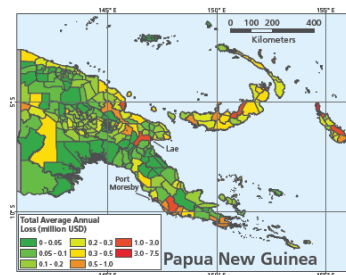 145°E 150°E 155°E
0 100 200 400
Kilometers
5°S
5°S
Lae
Port
Moresby
10°S
10°S
Total Average Annual
Loss (million USD)
0 - 0.05 0.2 - 0.3 1.0 - 3.0
0.05 - 0.1 0.3 - 0.5 3.0 - 7.5
0.1 - 0.2 0.5 - 1.0
Papua New Guinea